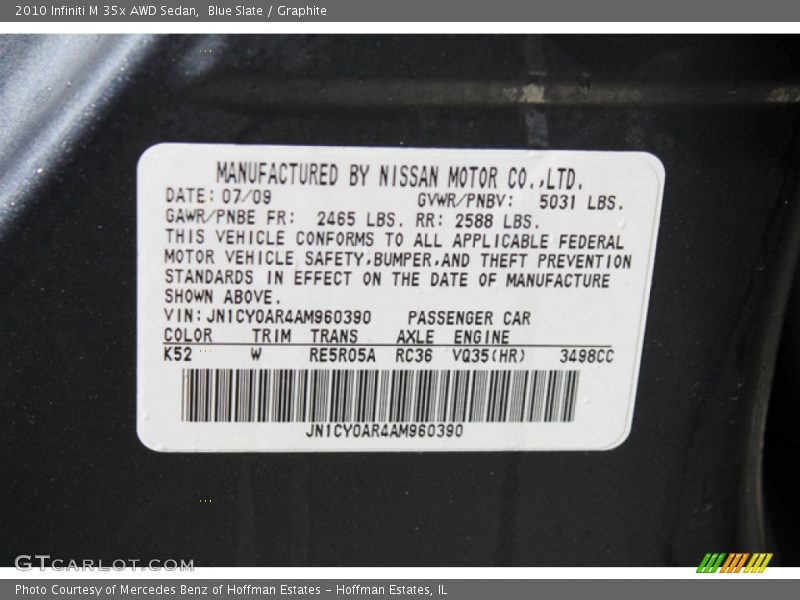 2010 Infiniti M 35x AWD Sedan,  Blue Slate / Graphite
MANUFACTURED BY NISSAN MOTOR CO.,LTD.
DATE: 07/09 GVWR/PNBV: 5031 LBS.
GAWR/PNBE FR: 2465 LBS. RR: 2588 LBS.
THIS VEHICLE CONFORMS TO ALL APPLICABLE FEDERAL
MOTOR VEHICLE SAFETY,BUMPER,AND THEFT PREVENTION
STANDARDS IN EFFECT ON THE DATE OF MANUFACTURE
SHOWN ABOVE.
VIN:JN1CY0AR4AM960390 PASSENGER CAR
COLOR TRIM TRANS AXLE ENGINE
K52 W RE5R05A RC36 VQ35(HR) 3498CC
JN1CY0AR4AM960390
GTCARLOT.COM
Photo Courtesy of Mercedes Benz of Hoffman Estates - Hoffman Estates, IL